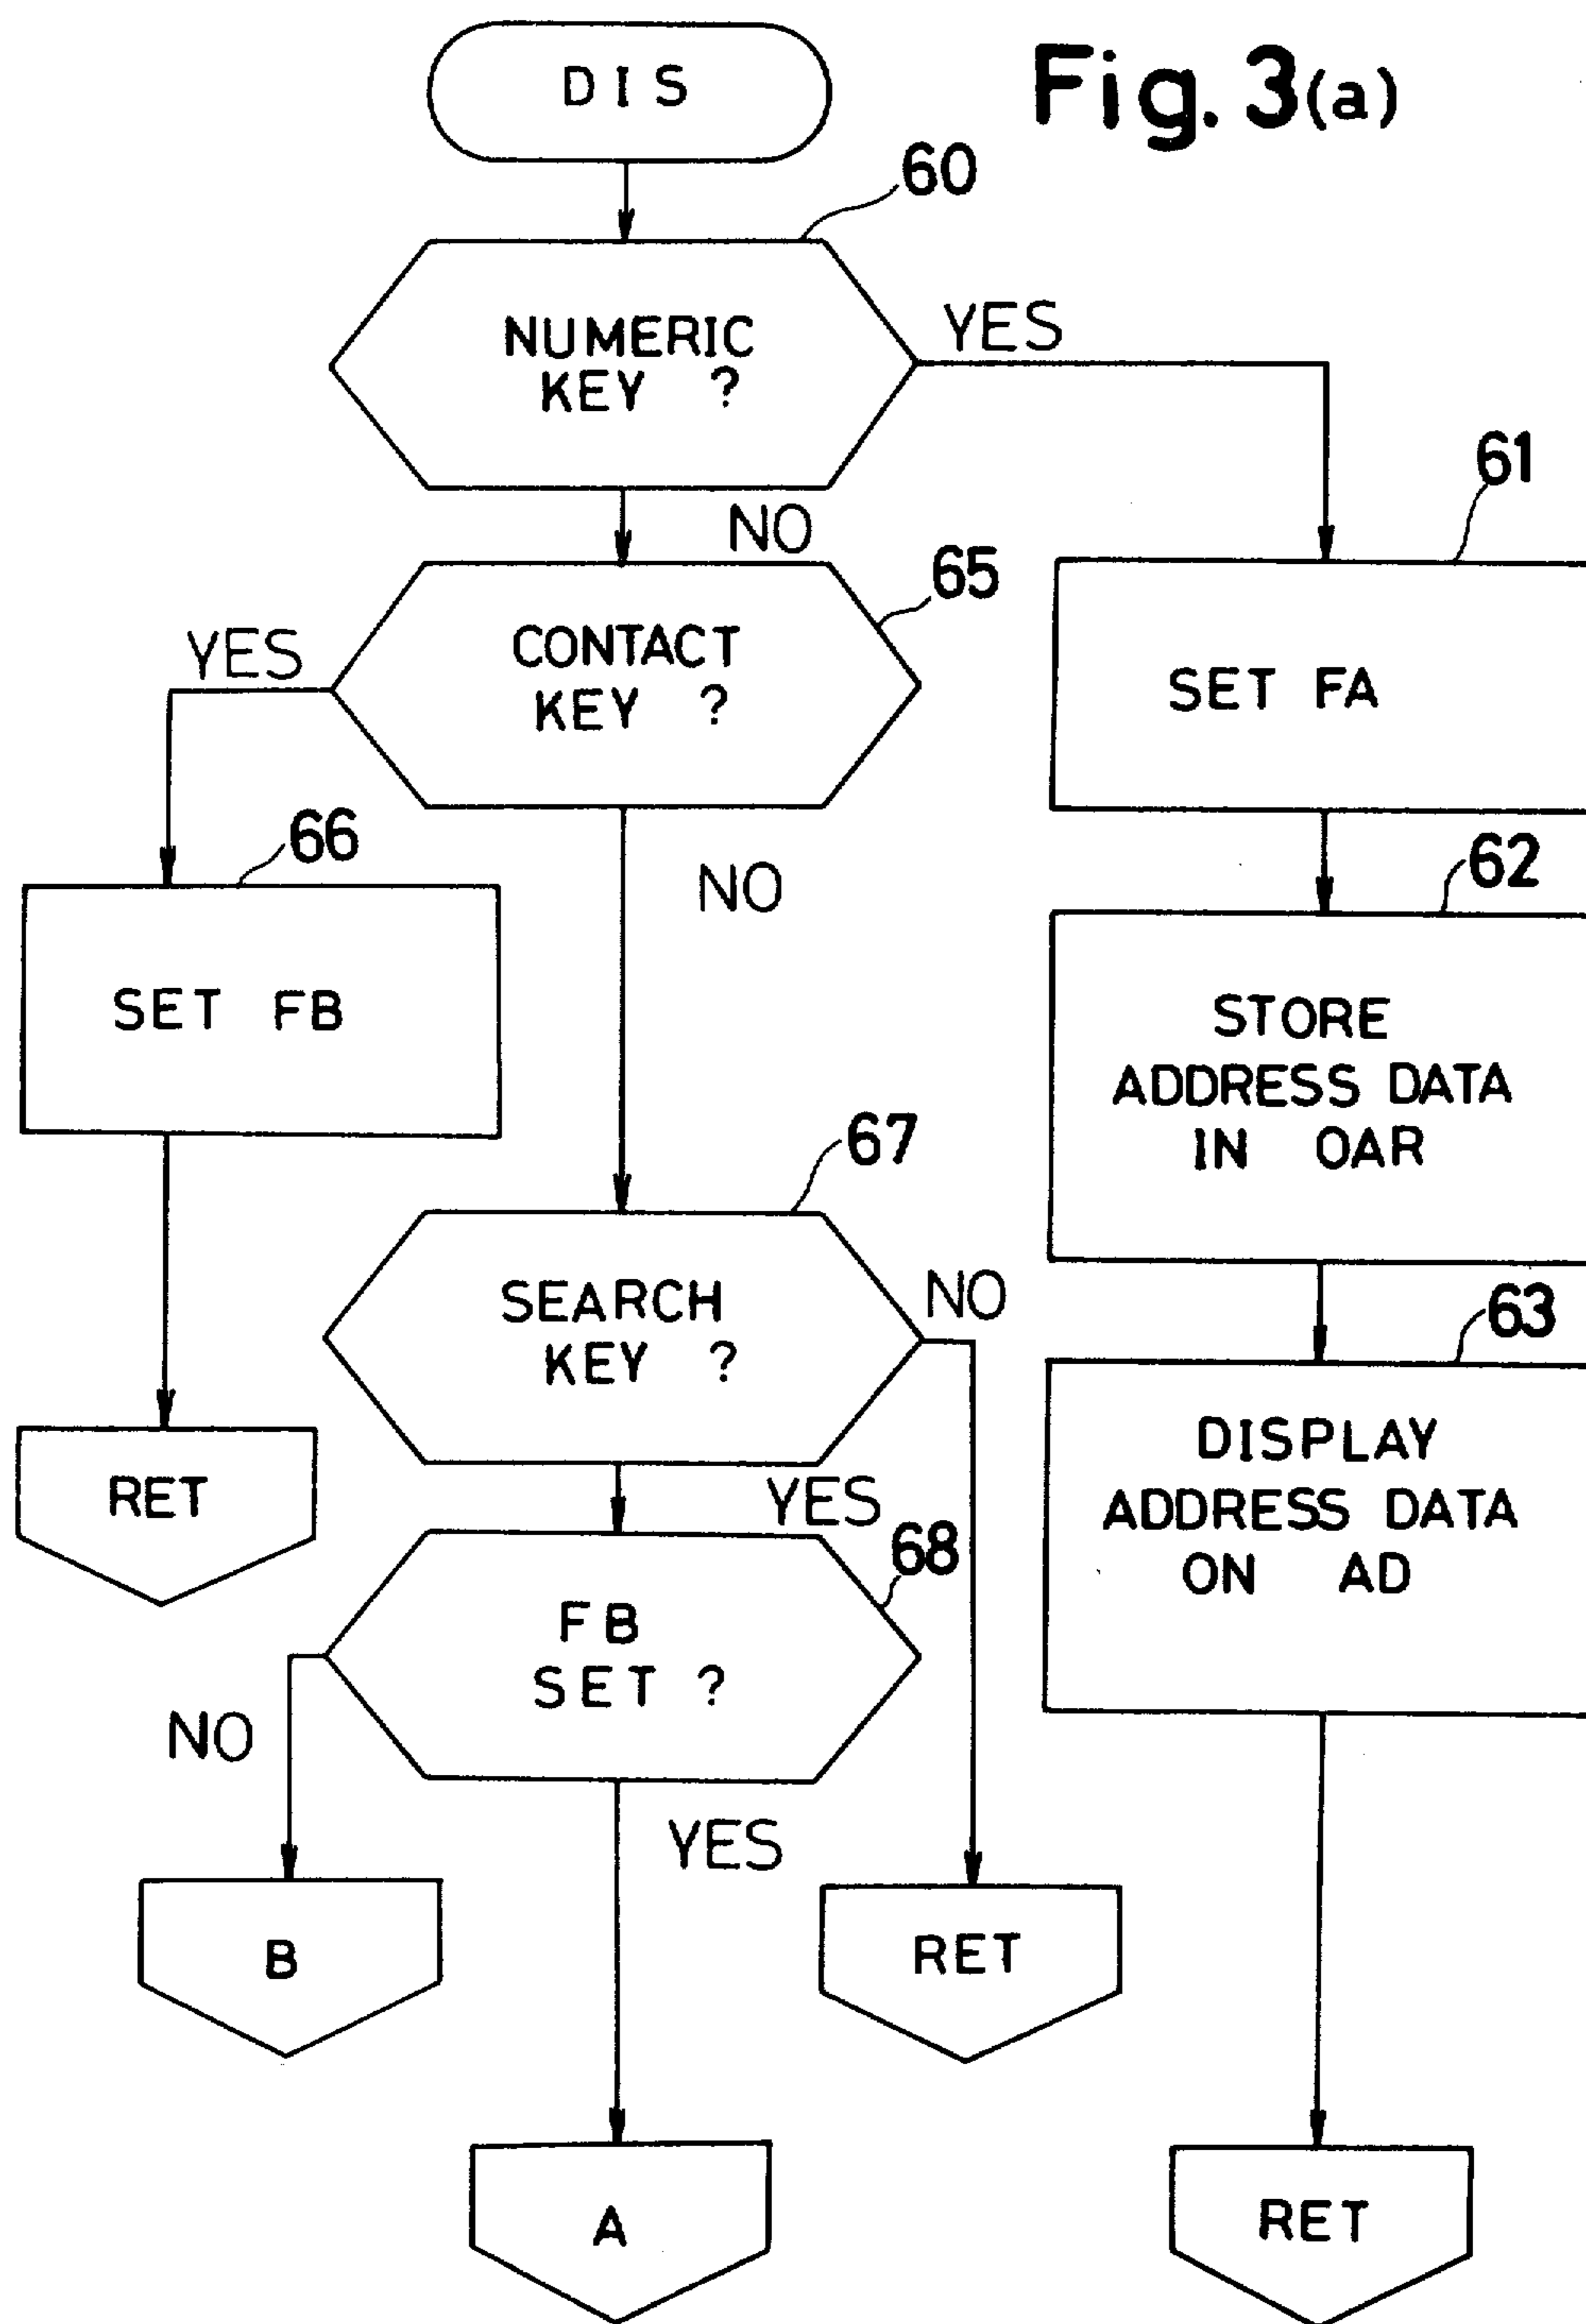 DIS
Fig. 3(a)
60
NUMERIC
KEY ?
YES
NO
61
SET FA
65
CONTACT
KEY ?
YES
NO
66
SET FB
62
STORE
ADDRESS DATA
IN OAR
67
SEARCH
KEY ?
NO
YES
63
DISPLAY
ADDRESS DATA
ON AD
RET
68
FB
SET ?
NO
YES
B
RET
A
RET